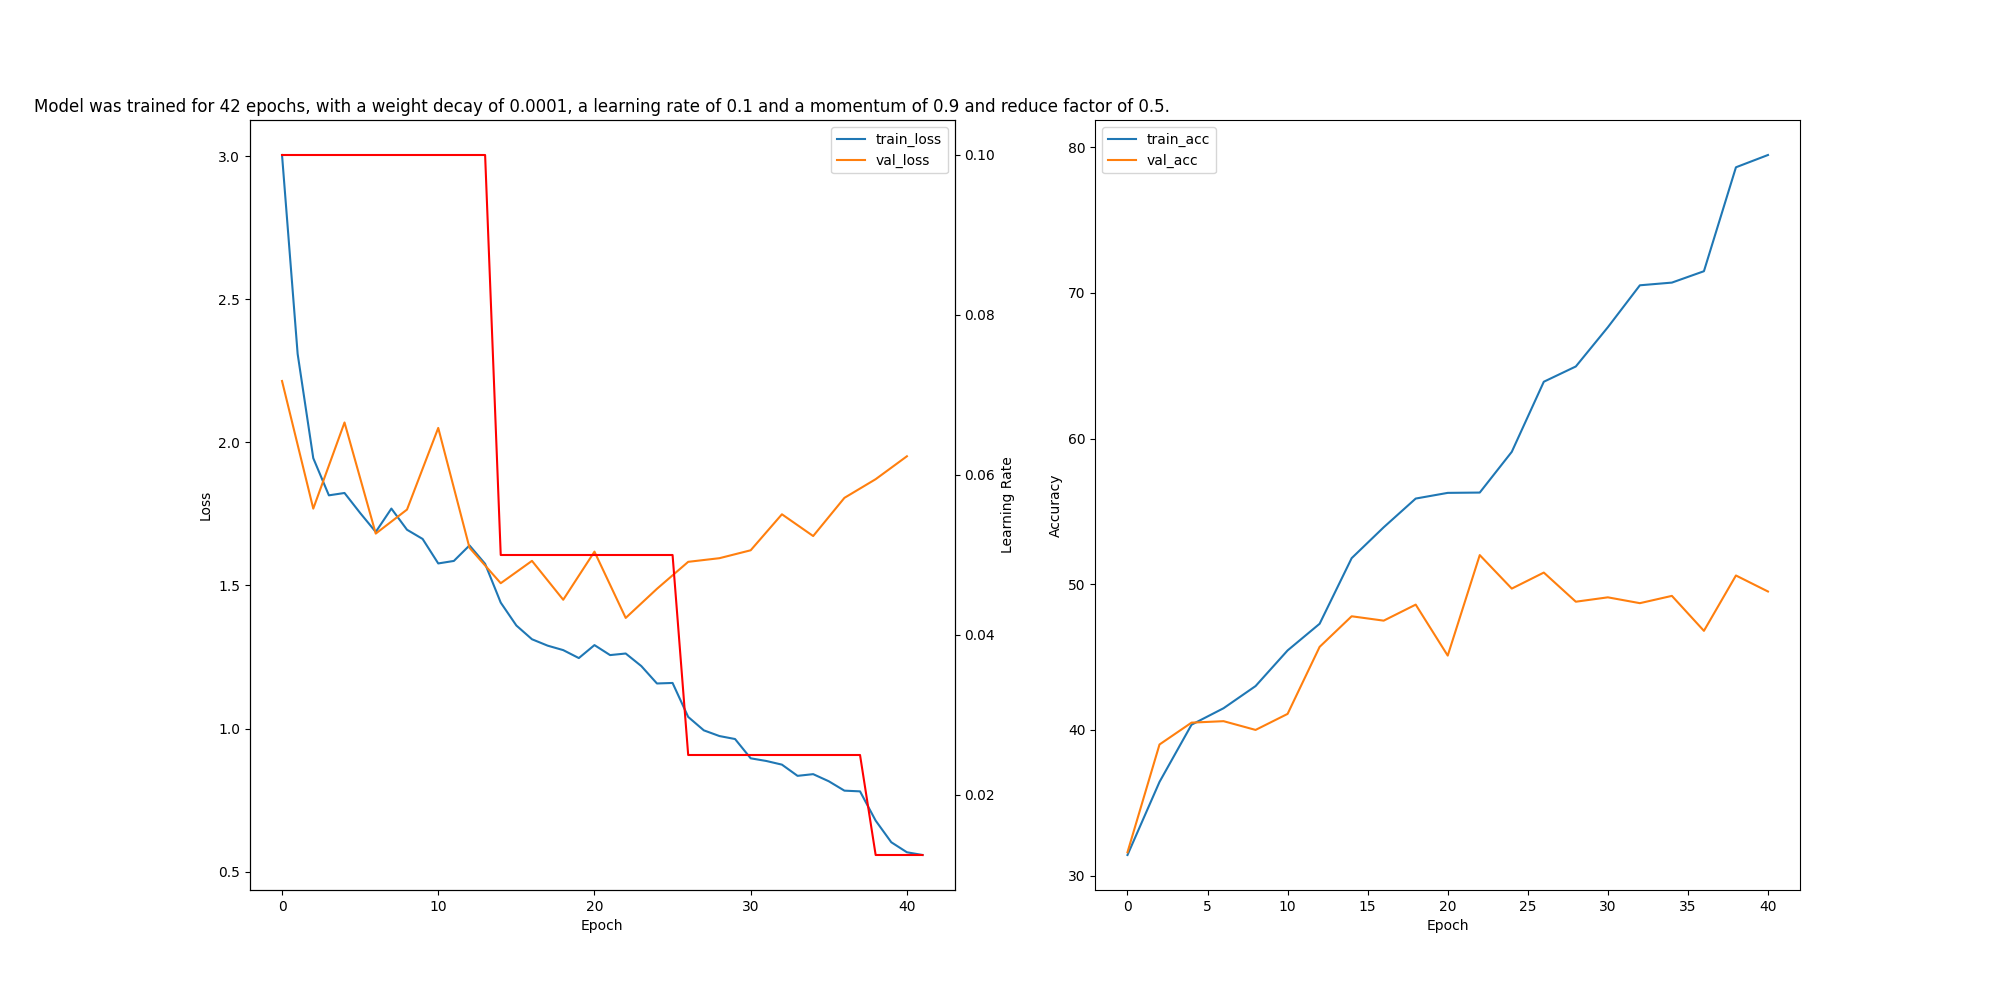 Model was trained for 42 epochs, with a weight decay of 0.0001, a learning rate of 0.1 and a momentum of 0.9 and reduce factor of 0.5.
train_loss
val_loss
3.0
2.5
2.0
1.5
1.0
0.5
Loss
0.10
0.08
0.06
0.04
0.02
Learning Rate
0 10 20 30 40
Epoch
train_acc
val_acc
80
70
60
50
40
30
Accuracy
0 5 10 15 20 25 30 35 40
Epoch